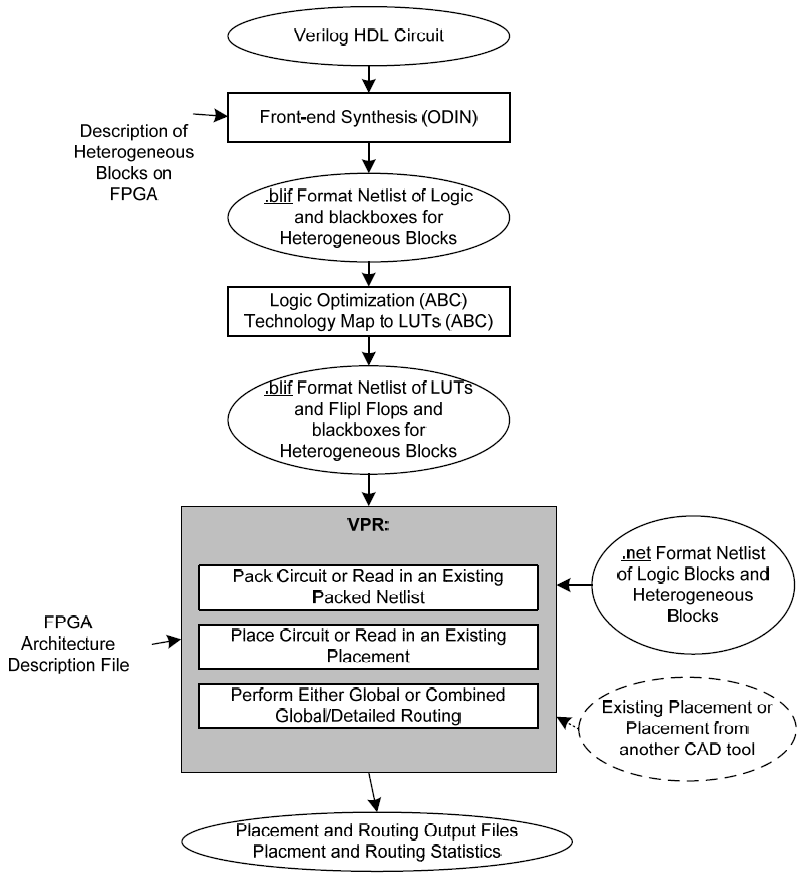 Verilog HDL Circuit
Front-end Synthesis (ODIN)
Description of
Heterogeneous
Blocks on
FPGA
.blif Format Netlist of Logic
and blackboxes for
Heterogeneous Blocks
Logic Optimization (ABC)
Technology Map to LUTs (ABC)
.blif Format Netlist of LUTs
and Flipl Flops and
blackboxes for
Heterogeneous Blocks
VPR:
Pack Circuit or Read in an Existing
Packed Netlist
.net Format Netlist
of Logic Blocks and
Heterogeneous
Blocks
FPGA
Architecture
Description File
Place Circuit or Read in an Existing
Placement
Perform Either Global or Combined
Global/Detailed Routing
Existing Placement or
Placement from
another CAD tool
Placement and Routing Output Files
Placment and Routing Statistics